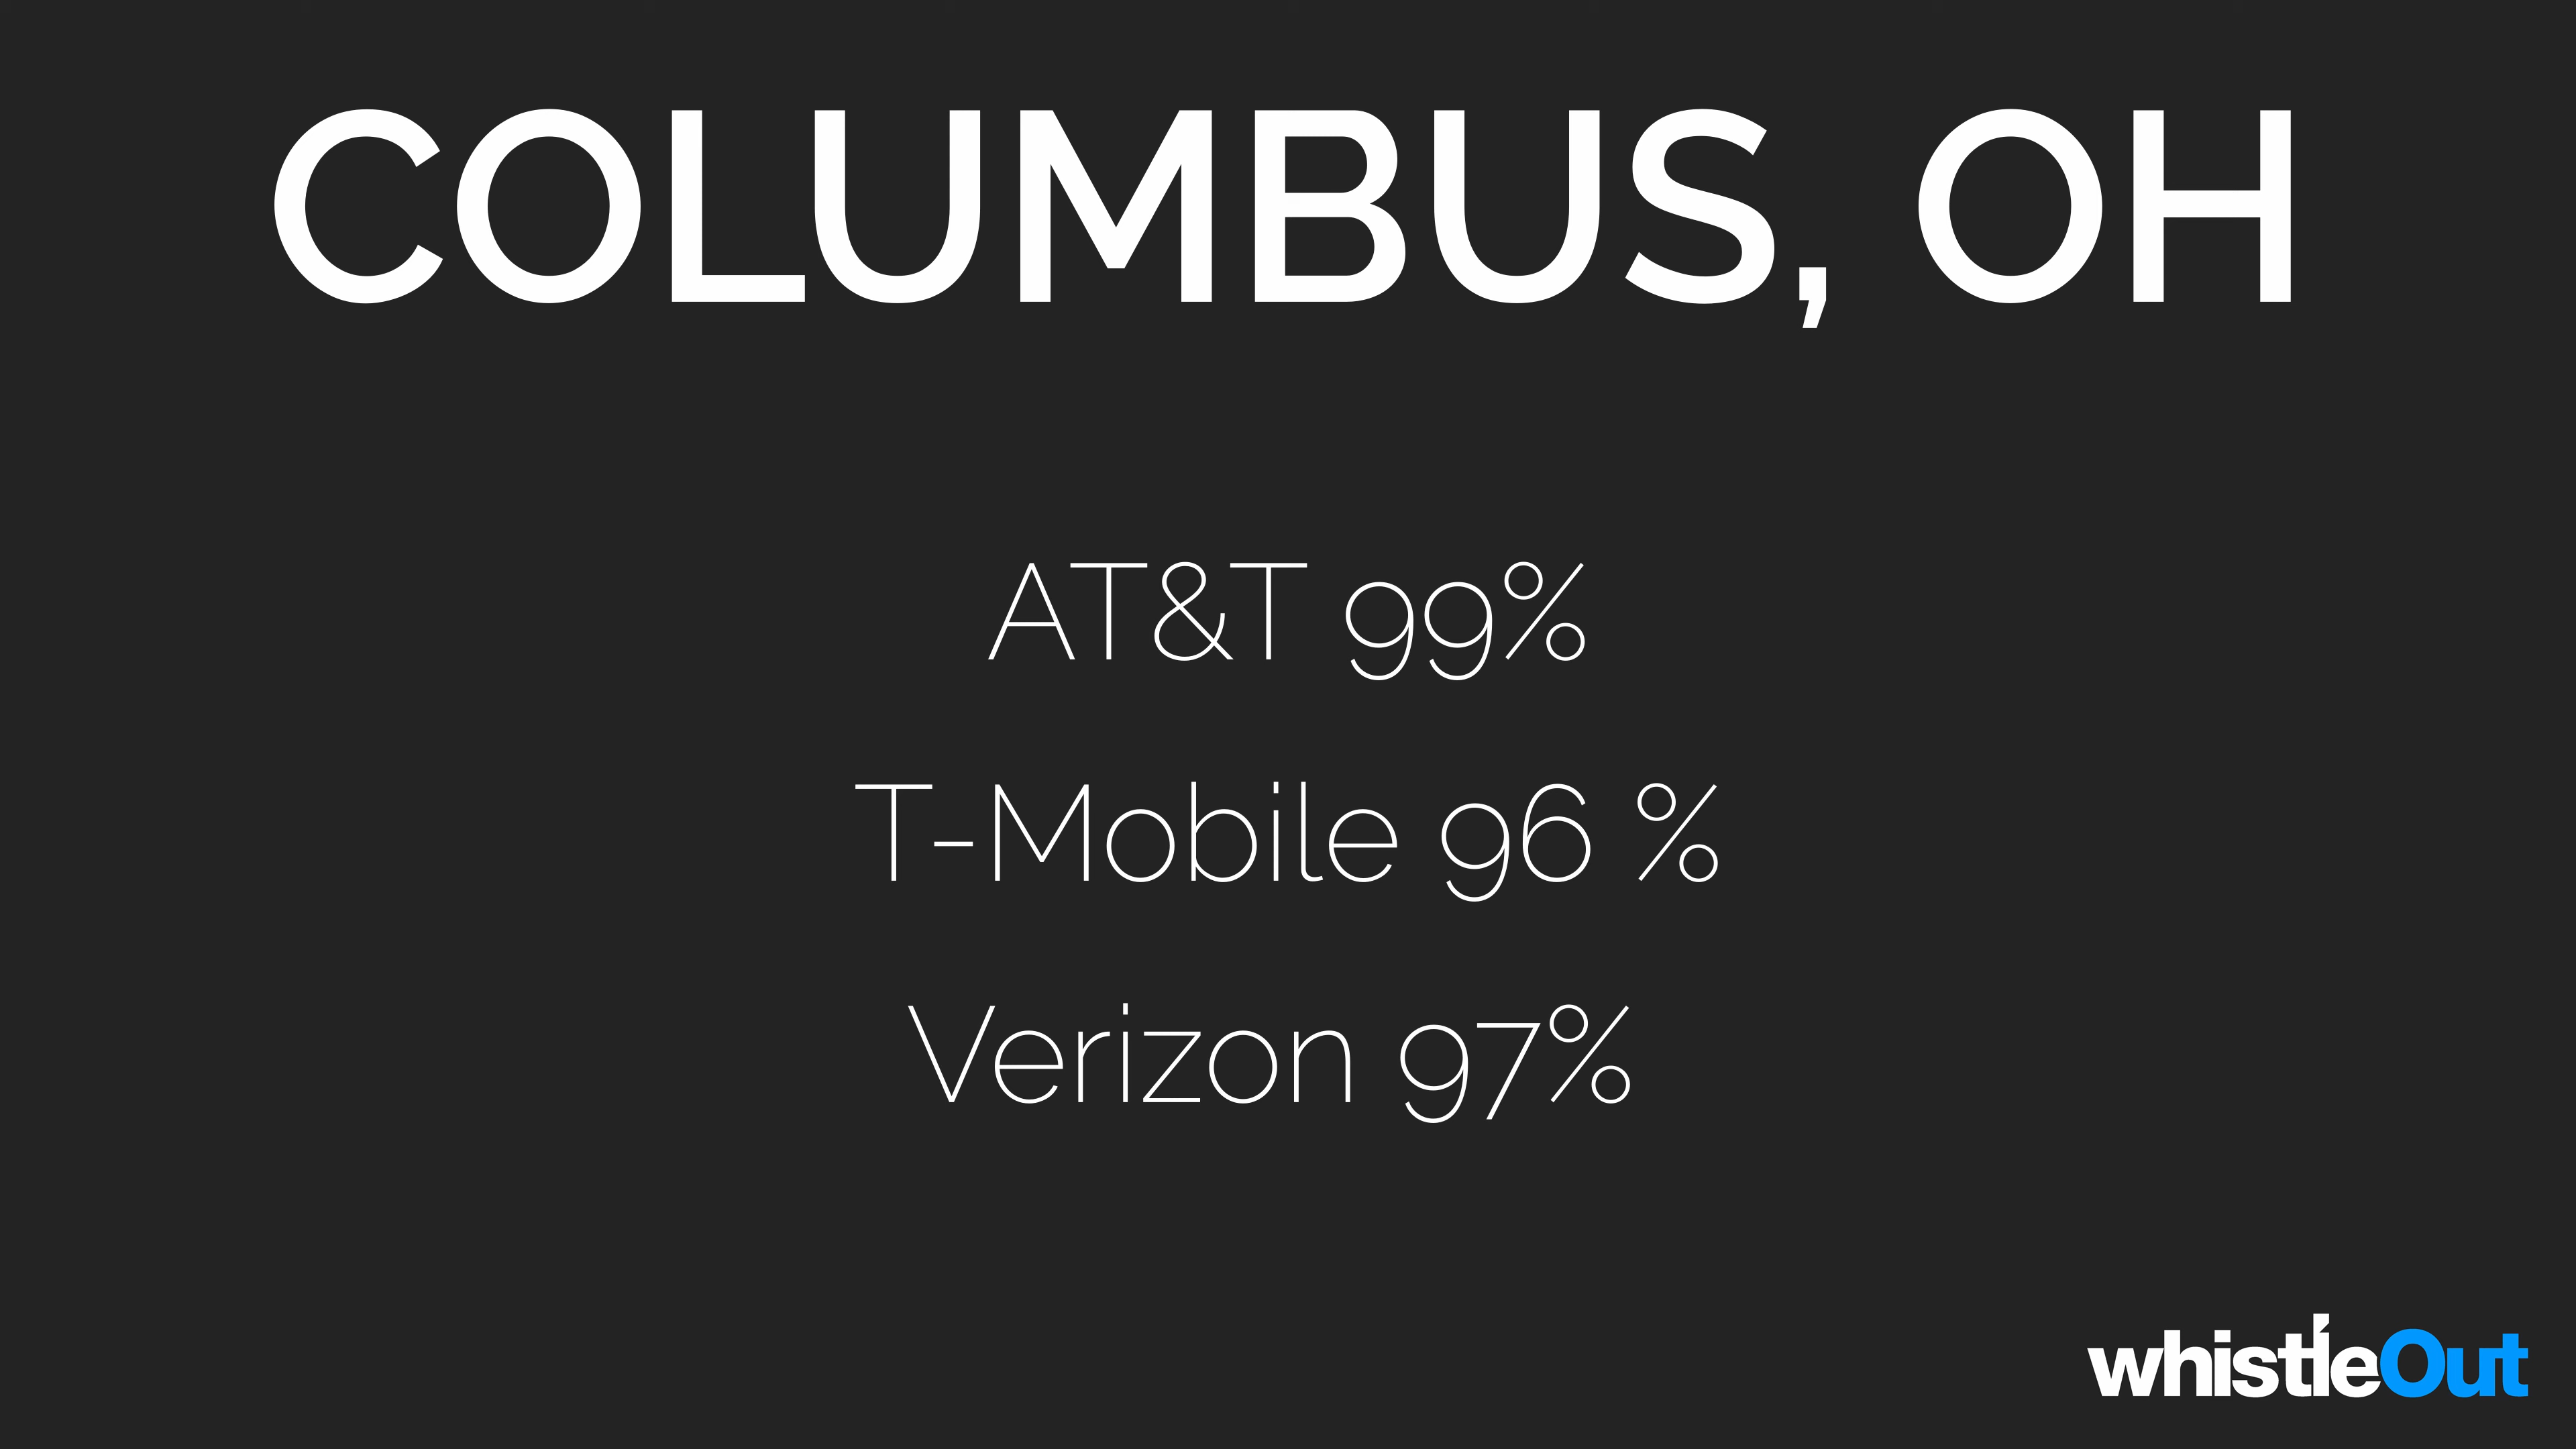 COLUMBUS, OH
AT&T 99%
T-Mobile 96 %
Verizon 97%
whistleOut